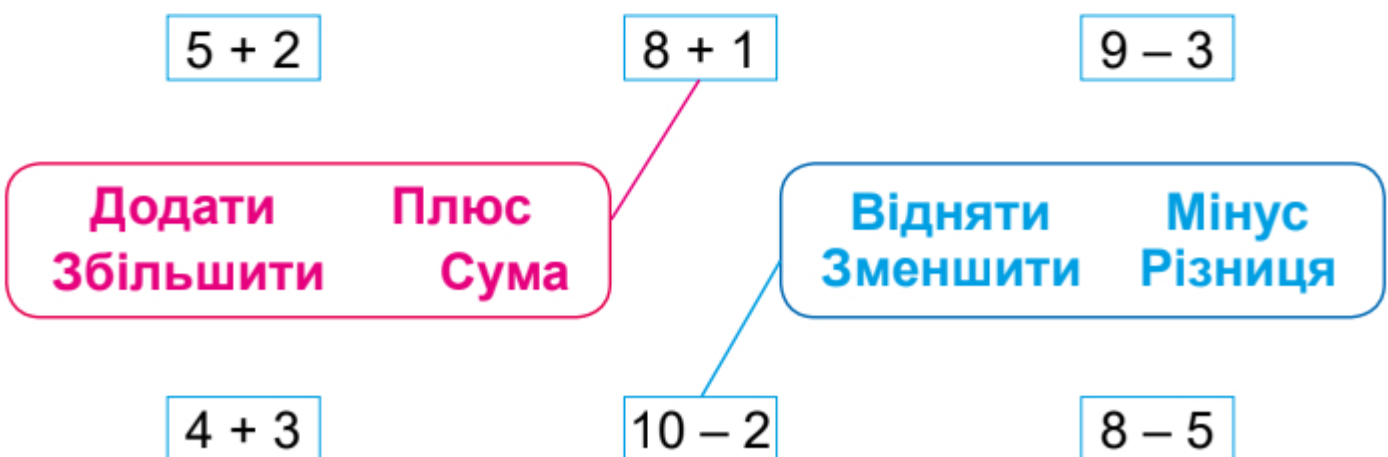 5 + 2
8 + 1
9 – 3
Додати Плюс
Збільшити Сума
Відняти Мінус
Зменшити Різниця
4 + 3
10 – 2
8 – 5